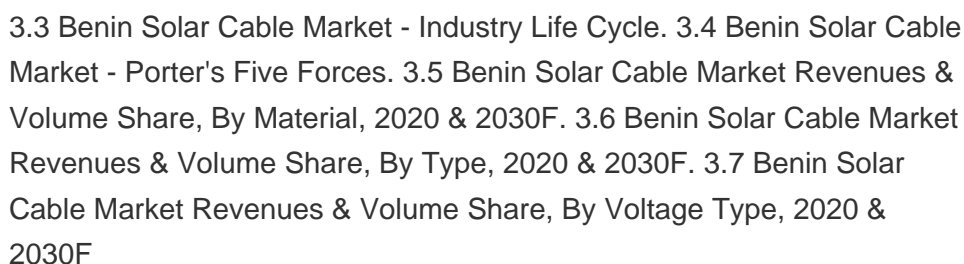 3.3 Benin Solar Cable Market - Industry Life Cycle. 3.4 Benin Solar Cable
Market - Porter's Five Forces. 3.5 Benin Solar Cable Market Revenues &
Volume Share, By Material, 2020 & 2030F. 3.6 Benin Solar Cable Market
Revenues & Volume Share, By Type, 2020 & 2030F. 3.7 Benin Solar
Cable Market Revenues & Volume Share, By Voltage Type, 2020 &
2030F